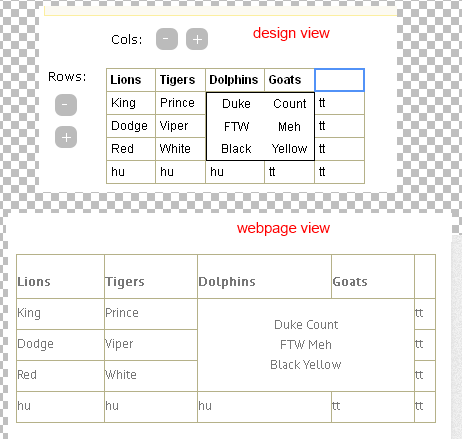 design view
Cols: - +
Rows:
-
+
Lions Tigers Dolphins Goats
King Prince Duke Count tt
Dodge Viper FTW Meh tt
Red White Black Yellow tt
hu hu hu tt tt
webpage view
Lions Tigers Dolphins Goats
King Prince tt
Duke Count
Dodge Viper FTW Meh tt
Black Yellow
Red White tt
hu hu hu tt tt